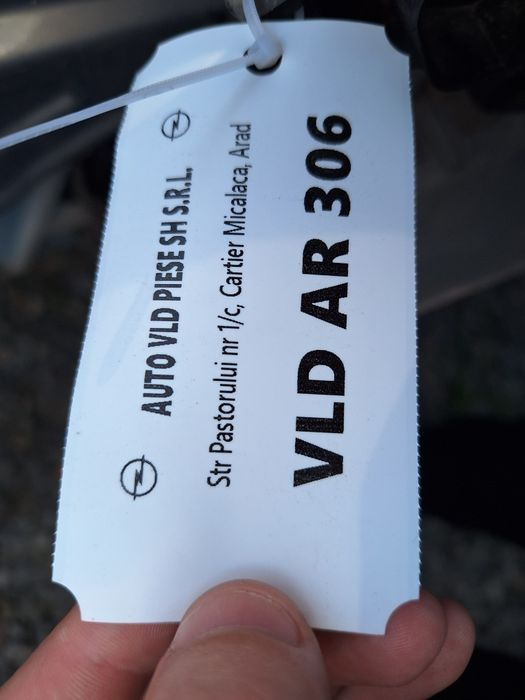 AUTO VLD PIESE SH S.R.L.
Str Pastorului nr 1/c, Cartier Micalaca, Arad
VLD AR 306